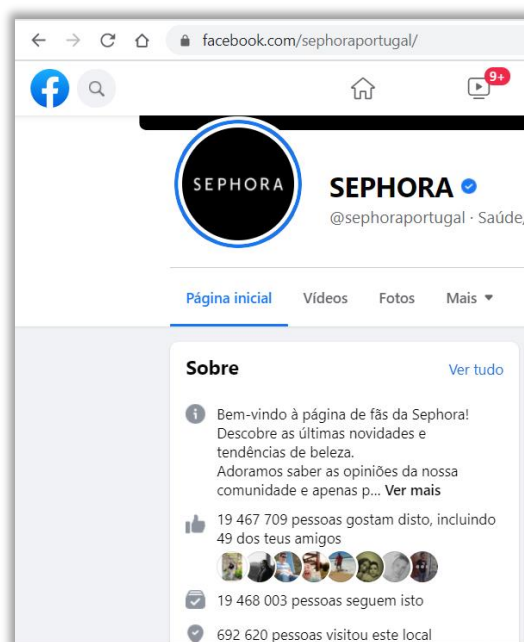 facebook.com/sephoraportugal/
9+
SEPHORA
SEPHORA
@sephoraportugal · Saúde,
Página inicial Vídeos Fotos Mais
Sobre Ver tudo
Bem-vindo à página de fãs da Sephora!
Descobre as últimas novidades e
tendências de beleza.
Adoramos saber as opiniões da nossa
comunidade e apenas p... Ver mais
19 467 709 pessoas gostam disto, incluindo
49 dos teus amigos
19 468 003 pessoas seguem isto
692 620 pessoas visitou este local